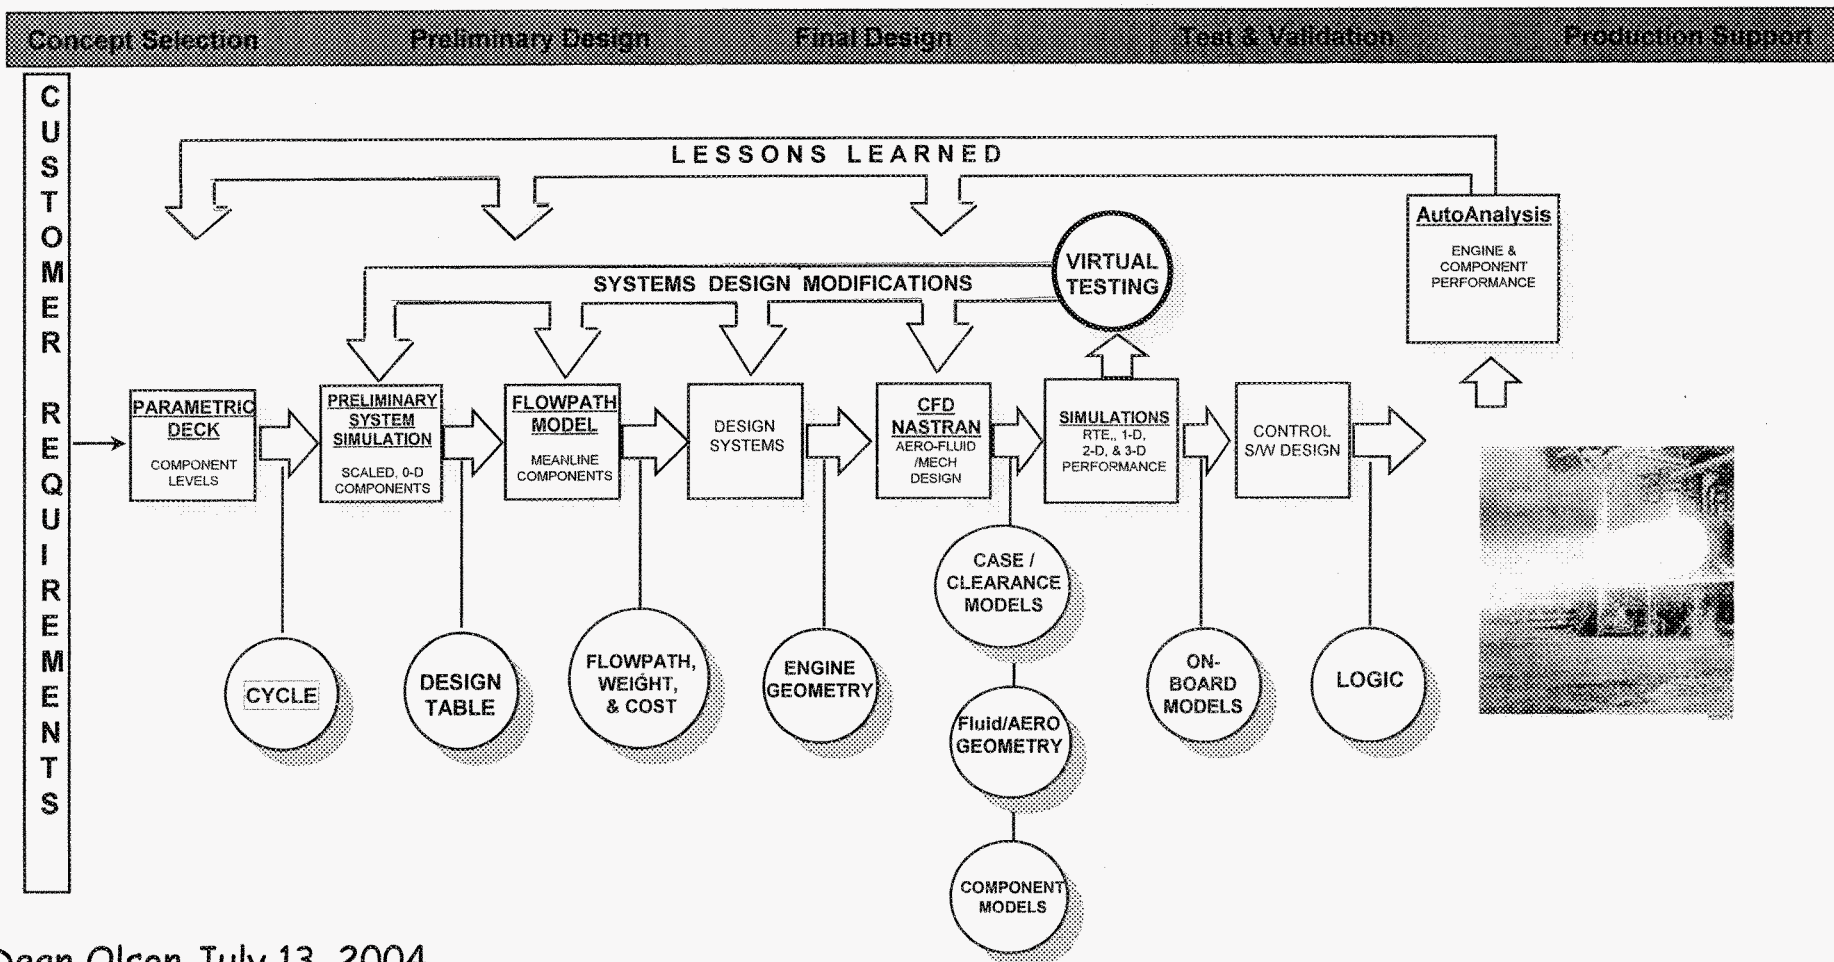 Concept Selection
Preliminary Design
Final Design
Test & Validation
Production Support
CUSTOMER REQUIREMENTS
LESSONS LEARNED
SYSTEMS DESIGN MODIFICATIONS
VIRTUAL
TESTING
AutoAnalysis
ENGINE &
COMPONENT
PERFORMANCE
PARAMETRIC
DECK
COMPONENT
LEVELS
PRELIMINARY
SYSTEM
SIMULATION
SCALED, 0-D
COMPONENTS
FLOWPATH
MODEL
MEANLINE
COMPONENTS
DESIGN
SYSTEMS
CFD
NASTRAN
AERO-FLUID
/MECH
DESIGN
SIMULATIONS
RTE,, 1-D,
2-D, & 3-D
PERFORMANCE
CONTROL
S/W DESIGN
CYCLE
DESIGN
TABLE
FLOWPATH,
WEIGHT,
& COST
ENGINE
GEOMETRY
CASE /
CLEARANCE
MODELS
Fluid/AERO
GEOMETRY
COMPONENT
MODELS
ON-
BOARD
MODELS
LOGIC
Dean Olson July 13, 2004